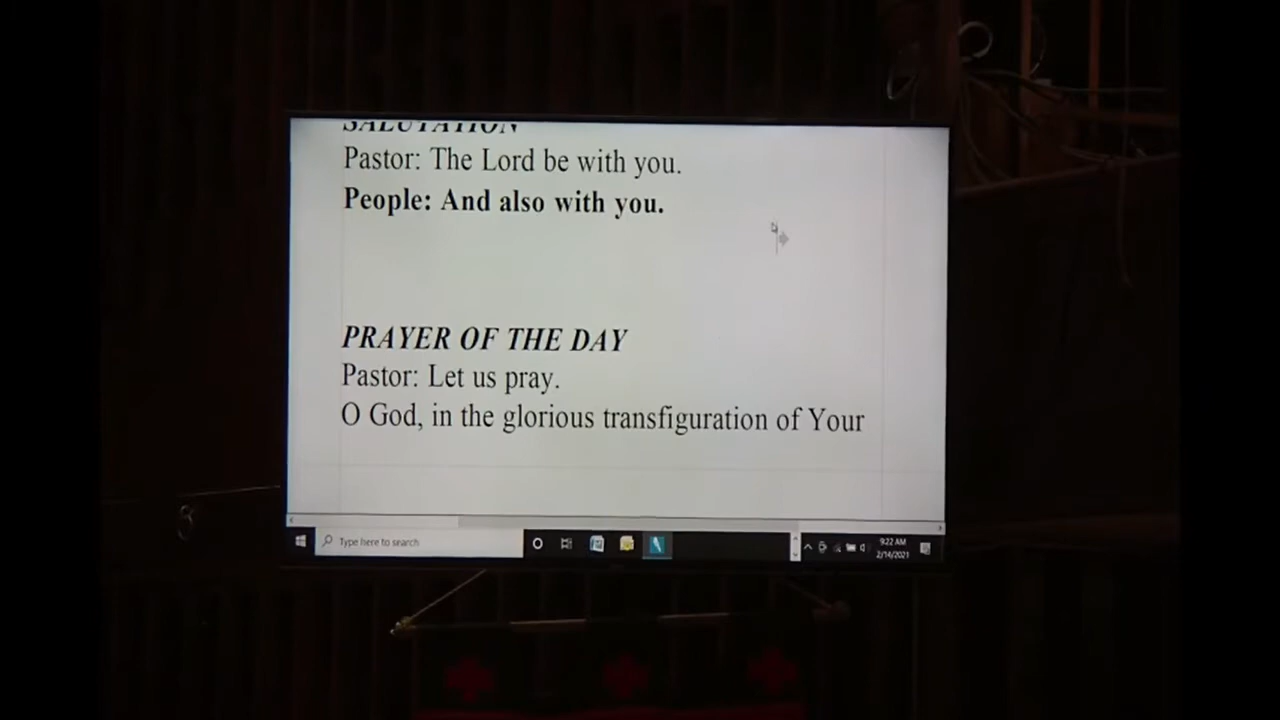 SALUTATION
Pastor: The Lord be with you.
People: And also with you.
PRAYER OF THE DAY
Pastor: Let us pray.
O God, in the glorious transfiguration of Your
Type here to search
9:22 AM
2/14/2021